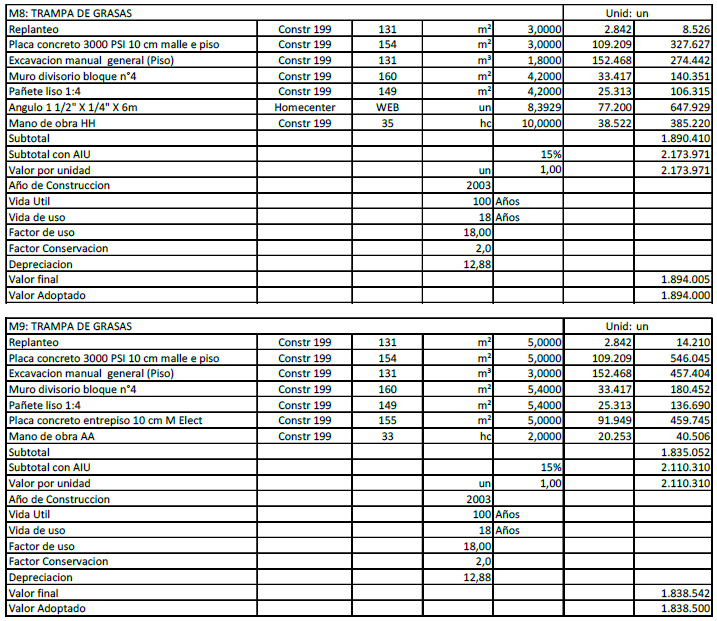 M8: TRAMPA DE GRASAS Unid: un
Replanteo Constr 199 131 m² 3,0000 2.842 8.526
Placa concreto 3000 PSI 10 cm malle e piso Constr 199 154 m² 3,0000 109.209 327.627
Excavacion manual general (Piso) Constr 199 131 m³ 1,8000 152.468 274.442
Muro divisorio bloque n°4 Constr 199 160 m² 4,2000 33.417 140.351
Pañete liso 1:4 Constr 199 149 m² 4,2000 25.313 106.315
Angulo 1 1/2" X 1/4" X 6m Homecenter WEB un 8,3929 77.200 647.929
Mano de obra HH Constr 199 35 hc 10,0000 38.522 385.220
Subtotal 1.890.410
Subtotal con AIU 15% 2.173.971
Valor por unidad un 1,00 2.173.971
Año de Construccion 2003
Vida Util 100 Años
Vida de uso 18 Años
Factor de uso 18,00
Factor Conservacion 2,0
Depreciacion 12,88
Valor final 1.894.005
Valor Adoptado 1.894.000
M9: TRAMPA DE GRASAS Unid: un
Replanteo Constr 199 131 m² 5,0000 2.842 14.210
Placa concreto 3000 PSI 10 cm malle e piso Constr 199 154 m² 5,0000 109.209 546.045
Excavacion manual general (Piso) Constr 199 131 m³ 3,0000 152.468 457.404
Muro divisorio bloque n°4 Constr 199 160 m² 5,4000 33.417 180.452
Pañete liso 1:4 Constr 199 149 m² 5,4000 25.313 136.690
Placa concreto entrepiso 10 cm M Elect Constr 199 155 m² 5,0000 91.949 459.745
Mano de obra AA Constr 199 33 hc 2,0000 20.253 40.506
Subtotal 1.835.052
Subtotal con AIU 15% 2.110.310
Valor por unidad un 1,00 2.110.310
Año de Construccion 2003
Vida Util 100 Años
Vida de uso 18 Años
Factor de uso 18,00
Factor Conservacion 2,0
Depreciacion 12,88
Valor final 1.838.542
Valor Adoptado 1.838.500